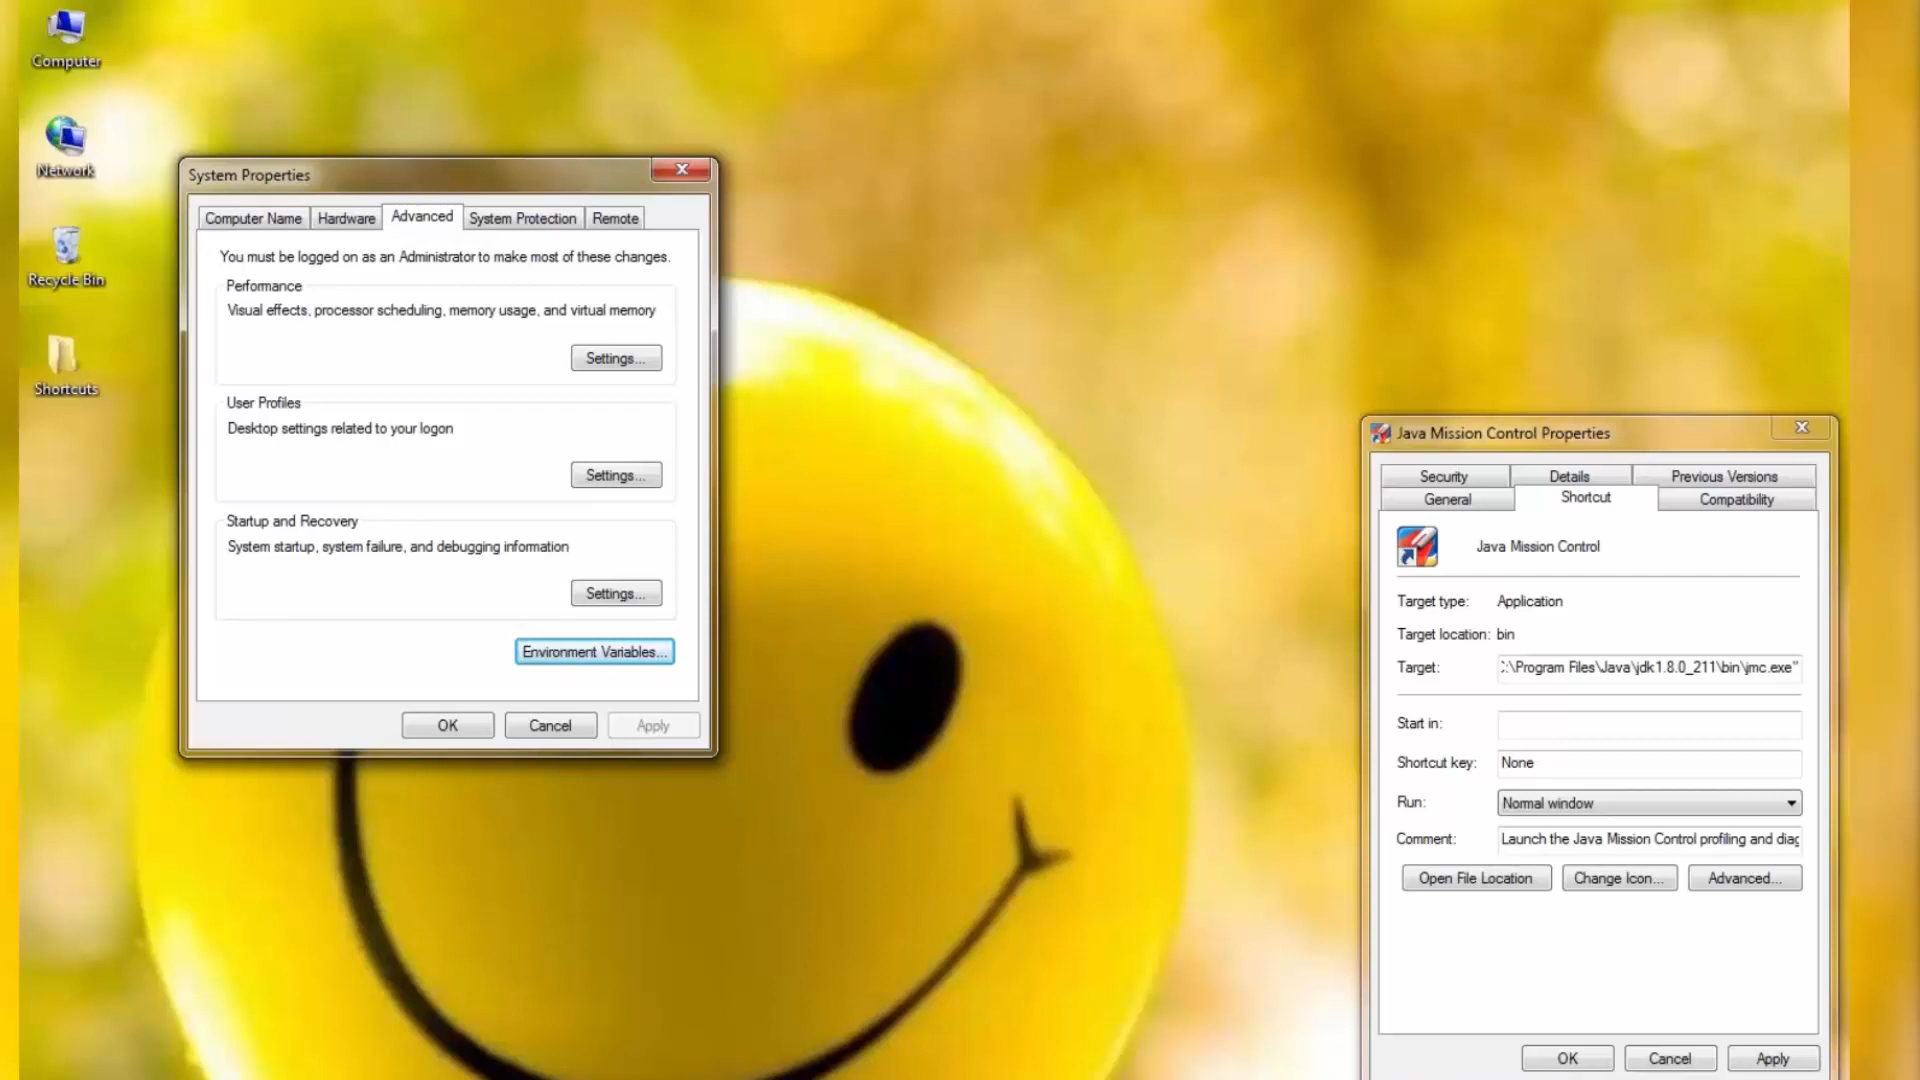 Computer
Network
Recycle Bin
Shortcuts
System Properties
Computer Name
Hardware
Advanced
System Protection
Remote
You must be logged on as an Administrator to make most of these changes.
Performance
Visual effects, processor scheduling, memory usage, and virtual memory
Settings...
User Profiles
Desktop settings related to your logon
Settings...
Startup and Recovery
System startup, system failure, and debugging information
Settings...
Environment Variables...
OK
Cancel
Apply
Java Mission Control Properties
Security
Details
Previous Versions
General
Shortcut
Compatibility
Java Mission Control
Target type: Application
Target location: bin
Target: :\Program Files\Java\jdk1.8.0_211\bin\jmc.exe"
Start in:
Shortcut key: None
Run: Normal window
Comment: Launch the Java Mission Control profiling and diag
Open File Location
Change Icon...
Advanced...
OK
Cancel
Apply